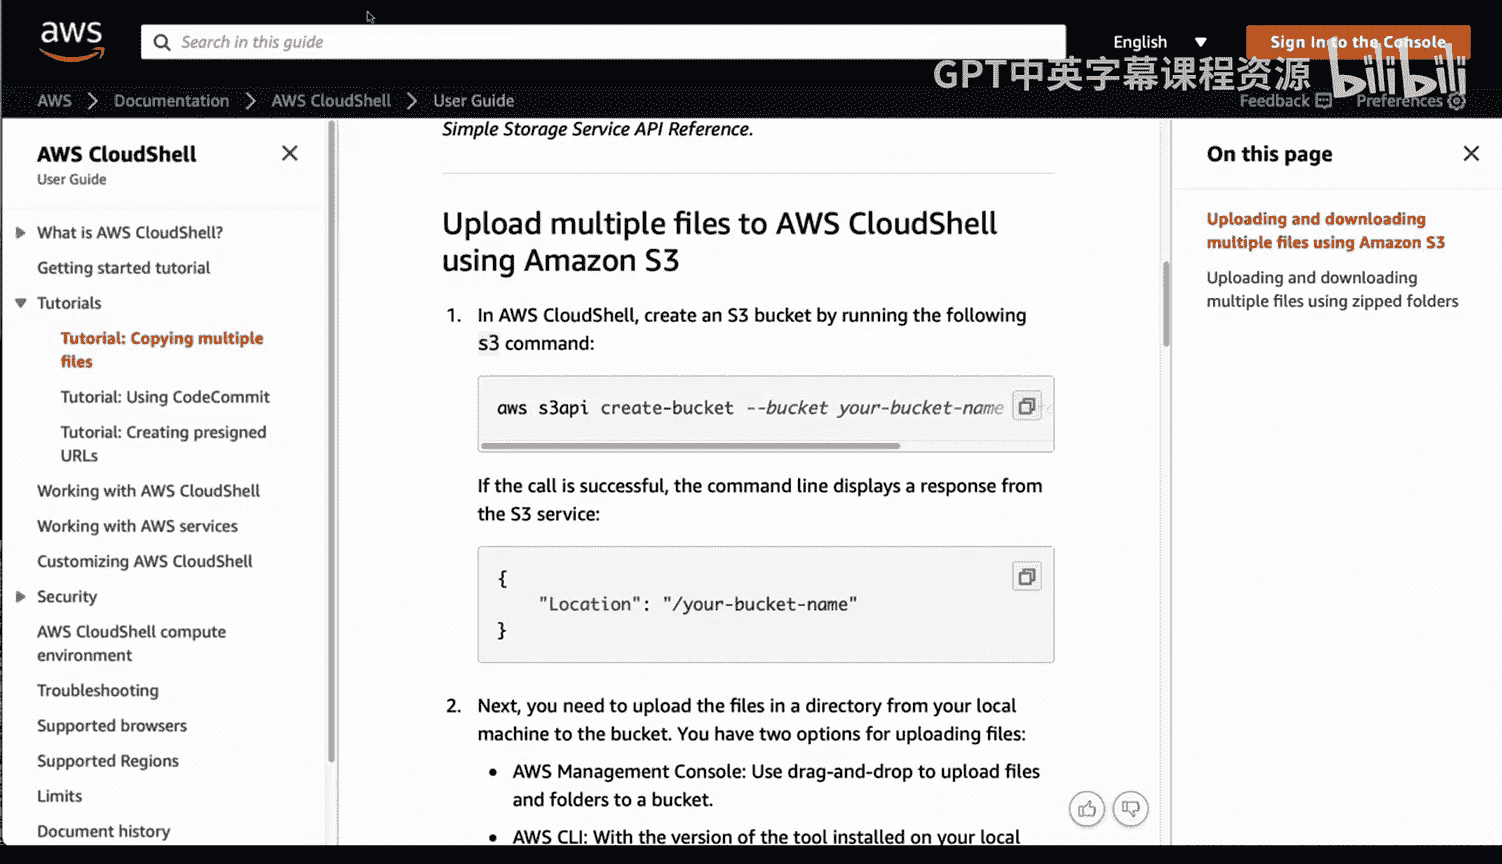 aws
Search in this guide
English
Sign In to the Console
GPT中英字幕课程资源
bilibili
AWS
Documentation
AWS CloudShell
User Guide
Feedback
Preferences
AWS CloudShell
User Guide
What is AWS CloudShell?
Getting started tutorial
Tutorials
Tutorial: Copying multiple
files
Tutorial: Using CodeCommit
Tutorial: Creating presigned
URLs
Working with AWS CloudShell
Working with AWS services
Customizing AWS CloudShell
Security
AWS CloudShell compute
environment
Troubleshooting
Supported browsers
Supported Regions
Limits
Document history
Simple Storage Service API Reference.
Upload multiple files to AWS CloudShell
using Amazon S3
1. In AWS CloudShell, create an S3 bucket by running the following
s3 command:
aws s3api create-bucket --bucket your-bucket-name
If the call is successful, the command line displays a response from
the S3 service:
{
"Location": "/your-bucket-name"
}
2. Next, you need to upload the files in a directory from your local
machine to the bucket. You have two options for uploading files:
• AWS Management Console: Use drag-and-drop to upload files
and folders to a bucket.
• AWS CLI: With the version of the tool installed on your local
On this page
Uploading and downloading
multiple files using Amazon S3
Uploading and downloading
multiple files using zipped folders